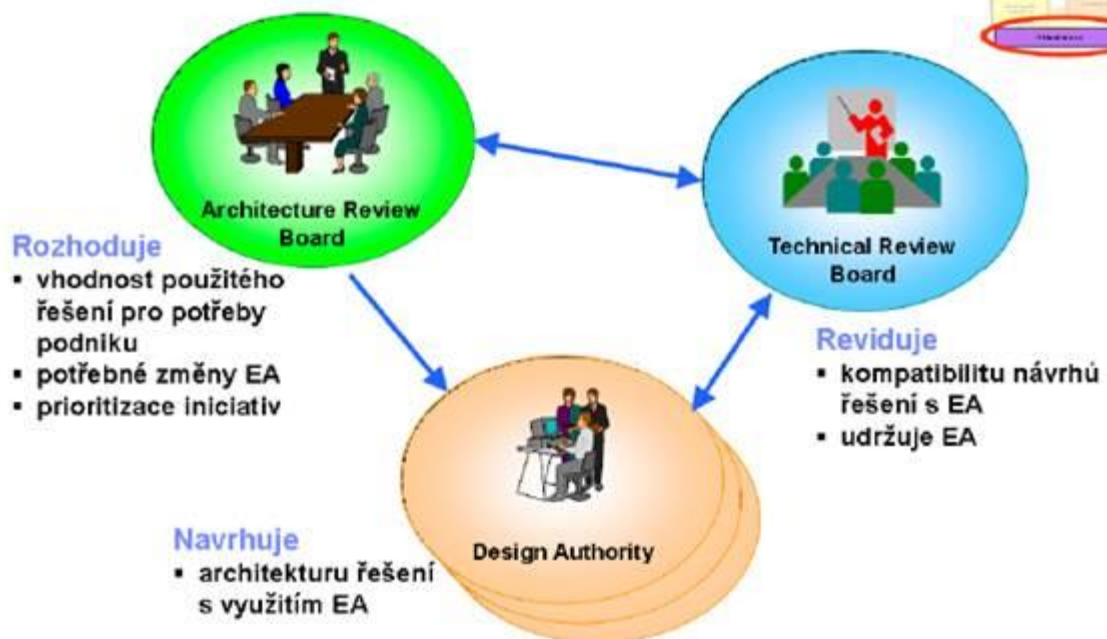 Architecture Review
Board
Technical Review
Board
Rozhoduje
▪ vhodnost použitého
řešení pro potřeby
podniku
▪ potřebné změny EA
▪ prioritizace iniciativ
Reviduje
▪ kompatibilitu návrhů
řešení s EA
▪ udržuje EA
Design Authority
Navrhuje
▪ architekturu řešení
s využitím EA